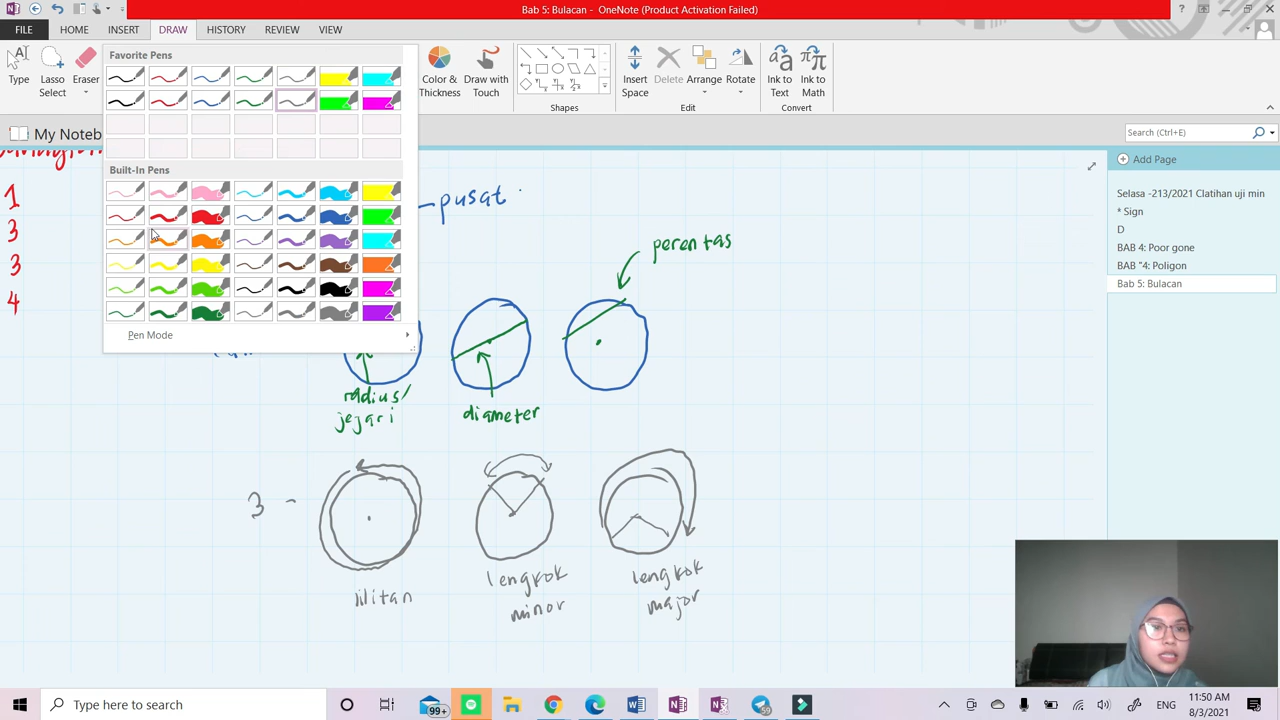 Bab 5: Bulacan - OneNote (Product Activation Failed)
FILE HOME INSERT DRAW HISTORY REVIEW VIEW
Type
Lasso Select
Eraser
Favorite Pens
Built-In Pens
Pen Mode
Color & Thickness
Draw with Touch
Shapes
Insert Space
Delete
Arrange
Rotate
Edit
Ink to Text
Ink to Math
Convert
My Noteb
Search (Ctrl+E)
Add Page
Selasa -213/2021 Clatihan uji min
* Sign
D
BAB 4: Poor gone
BAB "4: Poligon
Bab 5: Bulacan
1
3
3
4
-pusat
perentas
radius/
jejari
diameter
3 -
lilitan
lengkok
minor
lengkok
major
Type here to search
99+
99
ENG
11:50 AM
8/3/2021